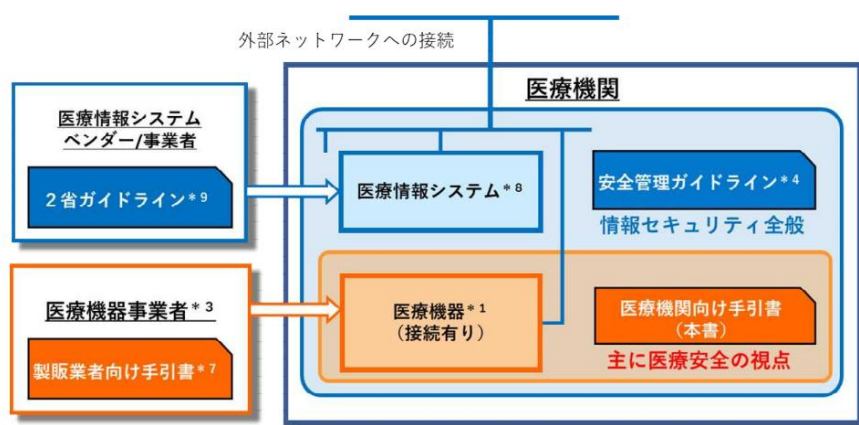 外部ネットワークへの接続
医療機関
医療情報システム
ベンダー/事業者
２省ガイドライン*9
医療情報システム*8
安全管理ガイドライン*4
情報セキュリティ全般
医療機器事業者*3
製販業者向け手引書*7
医療機器*1
（接続有り）
医療機関向け手引書
（本書）
主に医療安全の視点